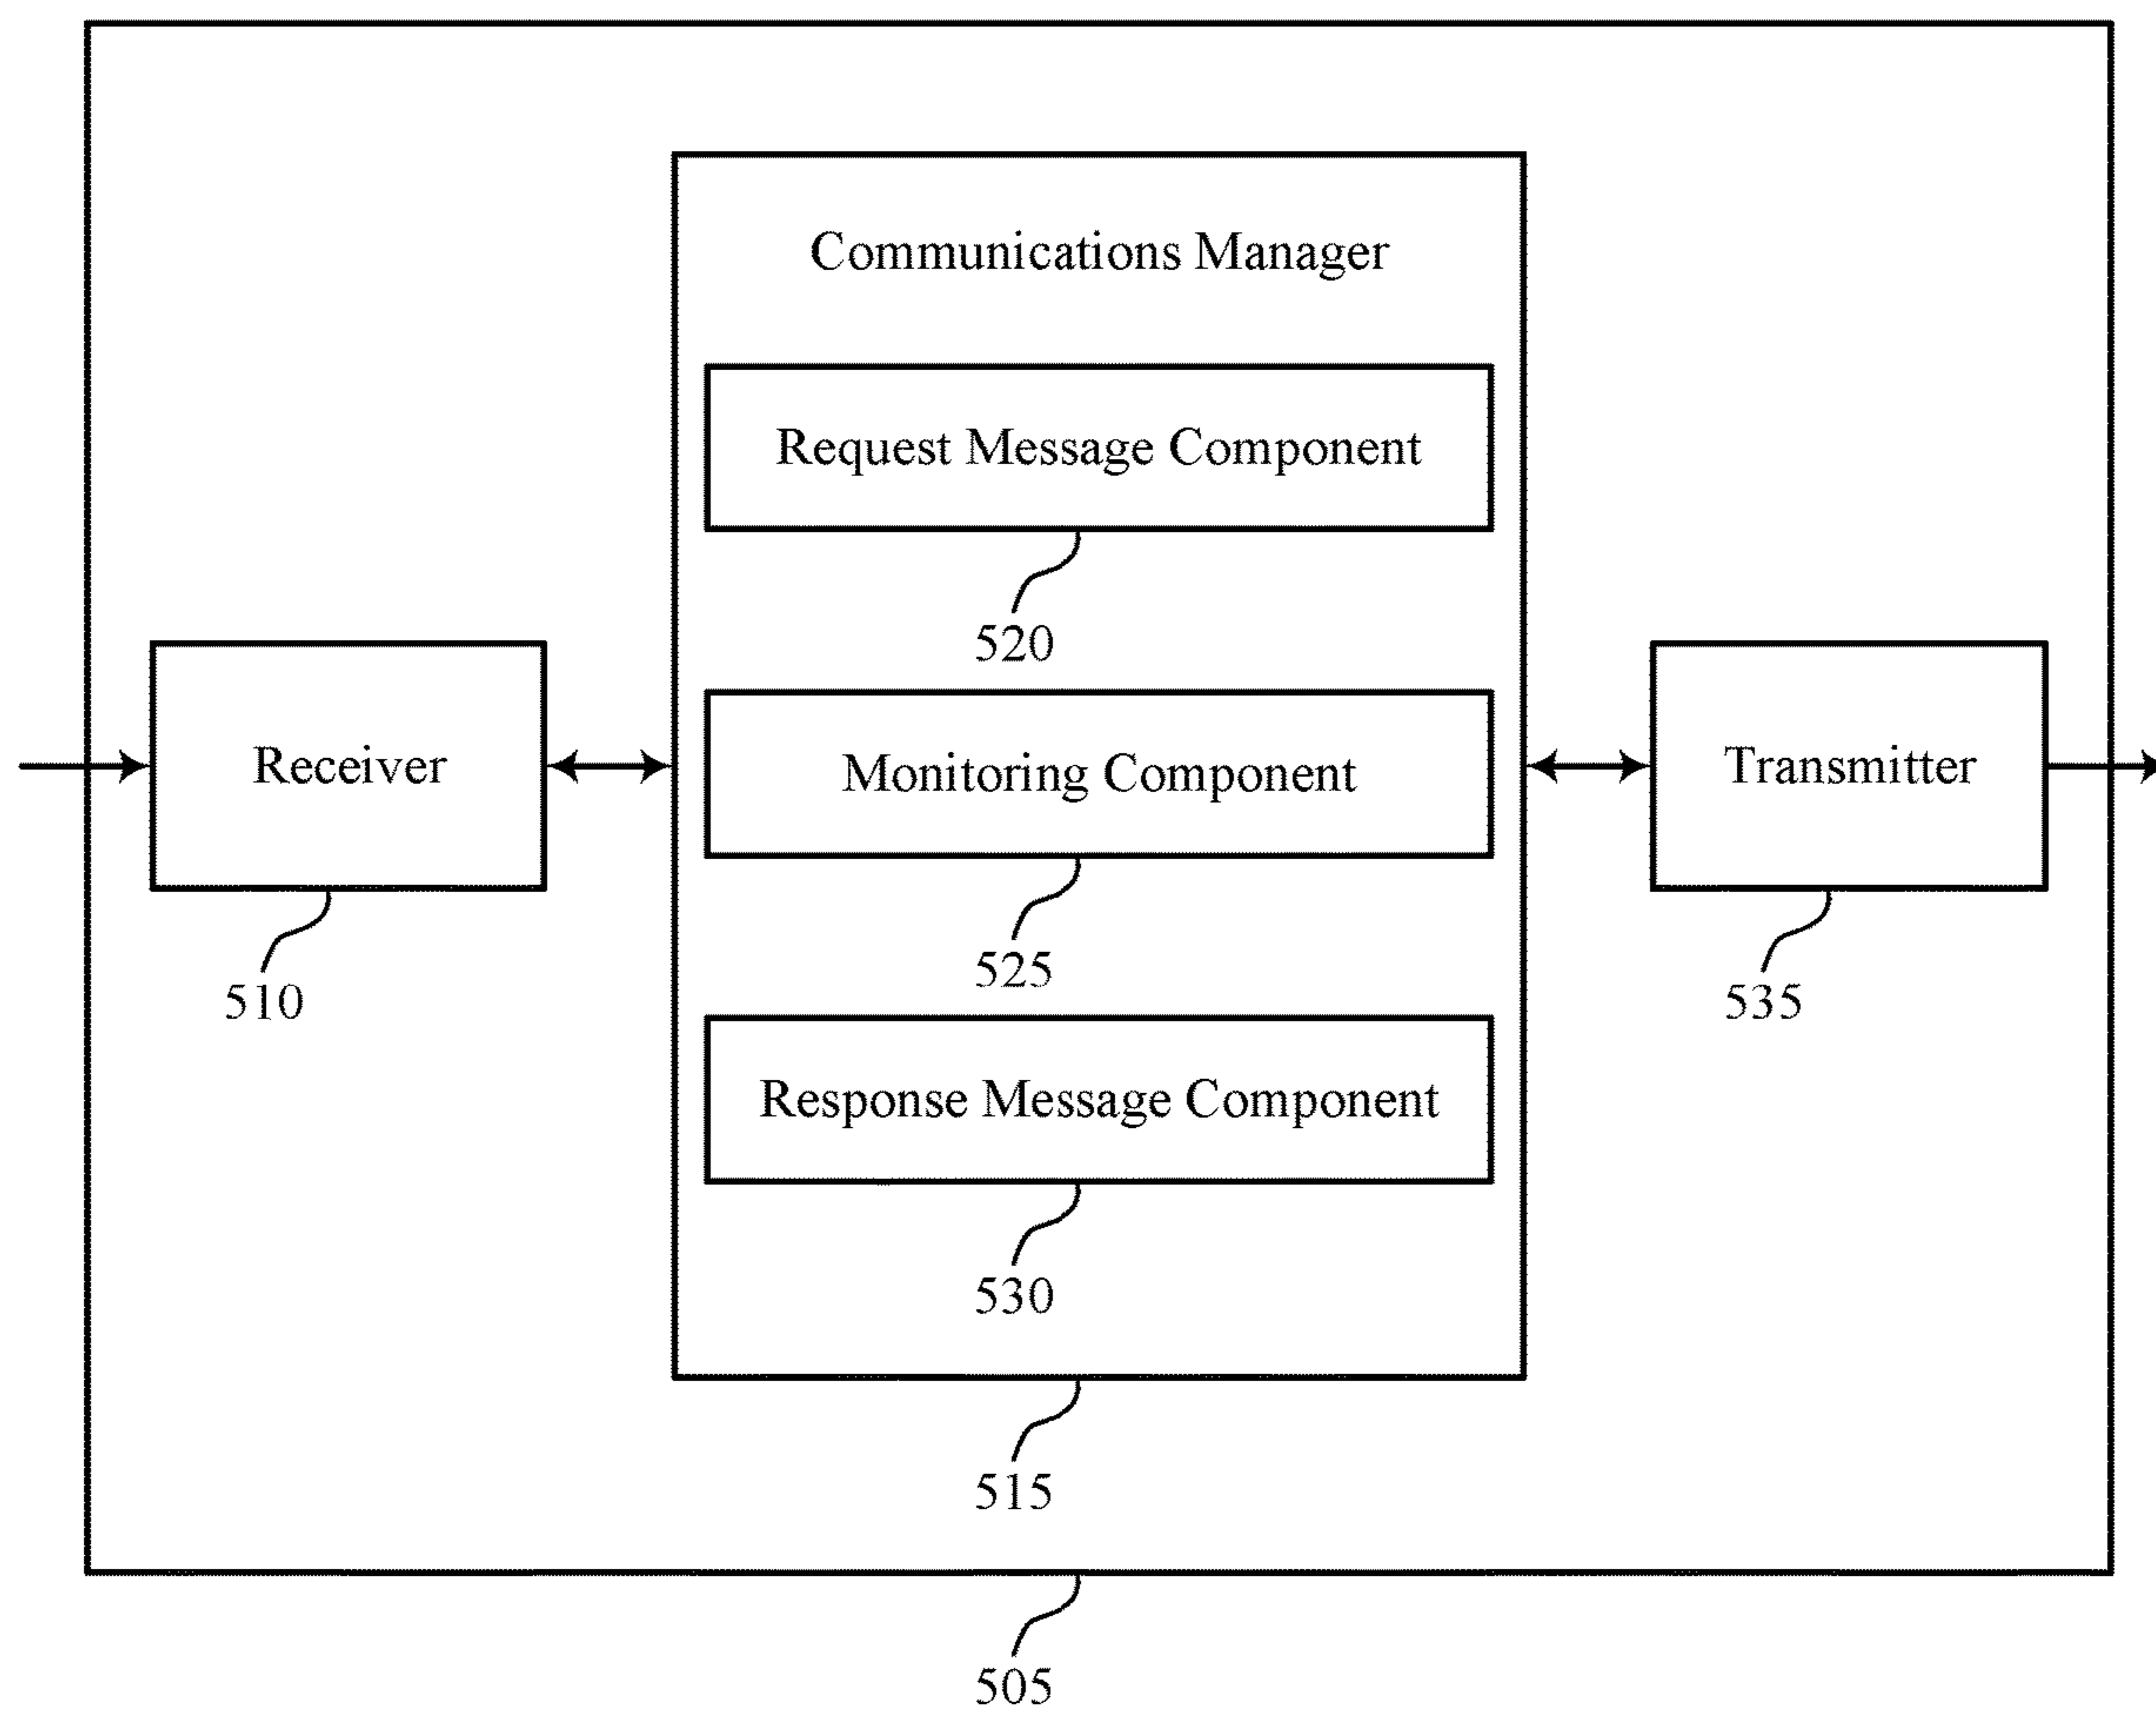 Communications Manager
Request Message Component
520
Receiver
510
Monitoring Component
525
Transmitter
535
Response Message Component
530
515
505